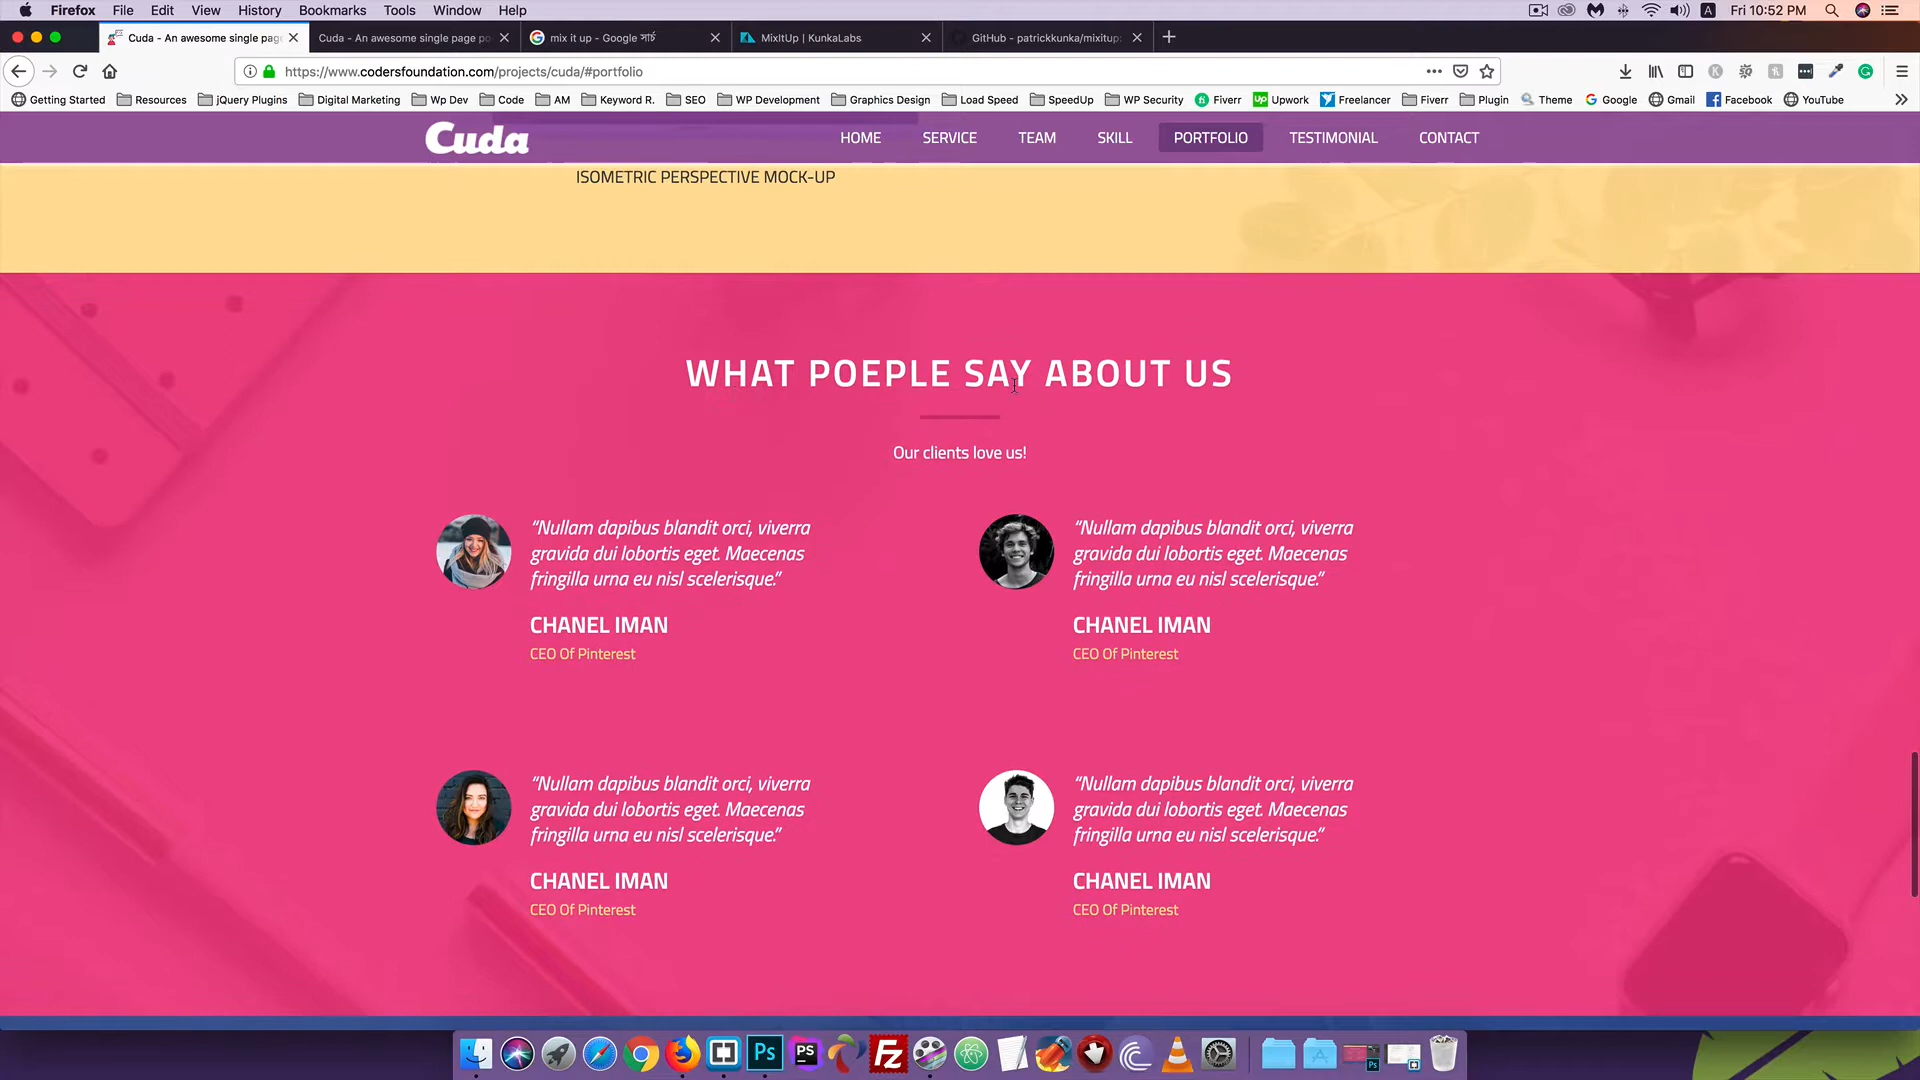 Firefox File Edit View History Bookmarks Tools Window Help A Fri 10:52 PM
Cuda - An awesome single pag Cuda - An awesome single page po mix it up - Google সার্চ MixItUp | KunkaLabs GitHub - patrickkunka/mixitup:
https://www.codersfoundation.com/projects/cuda/#portfolio
Getting Started Resources jQuery Plugins Digital Marketing Wp Dev Code AM Keyword R. SEO WP Development Graphics Design Load Speed SpeedUp WP Security Fiverr Upwork Freelancer Fiverr Plugin Theme Google Gmail Facebook YouTube
Cuda HOME SERVICE TEAM SKILL PORTFOLIO TESTIMONIAL CONTACT
ISOMETRIC PERSPECTIVE MOCK-UP
WHAT POEPLE SAY ABOUT US
Our clients love us!
“Nullam dapibus blandit orci, viverra
gravida dui lobortis eget. Maecenas
fringilla urna eu nisl scelerisque.”
CHANEL IMAN
CEO Of Pinterest
“Nullam dapibus blandit orci, viverra
gravida dui lobortis eget. Maecenas
fringilla urna eu nisl scelerisque.”
CHANEL IMAN
CEO Of Pinterest
“Nullam dapibus blandit orci, viverra
gravida dui lobortis eget. Maecenas
fringilla urna eu nisl scelerisque.”
CHANEL IMAN
CEO Of Pinterest
“Nullam dapibus blandit orci, viverra
gravida dui lobortis eget. Maecenas
fringilla urna eu nisl scelerisque.”
CHANEL IMAN
CEO Of Pinterest
Ps PS FZ